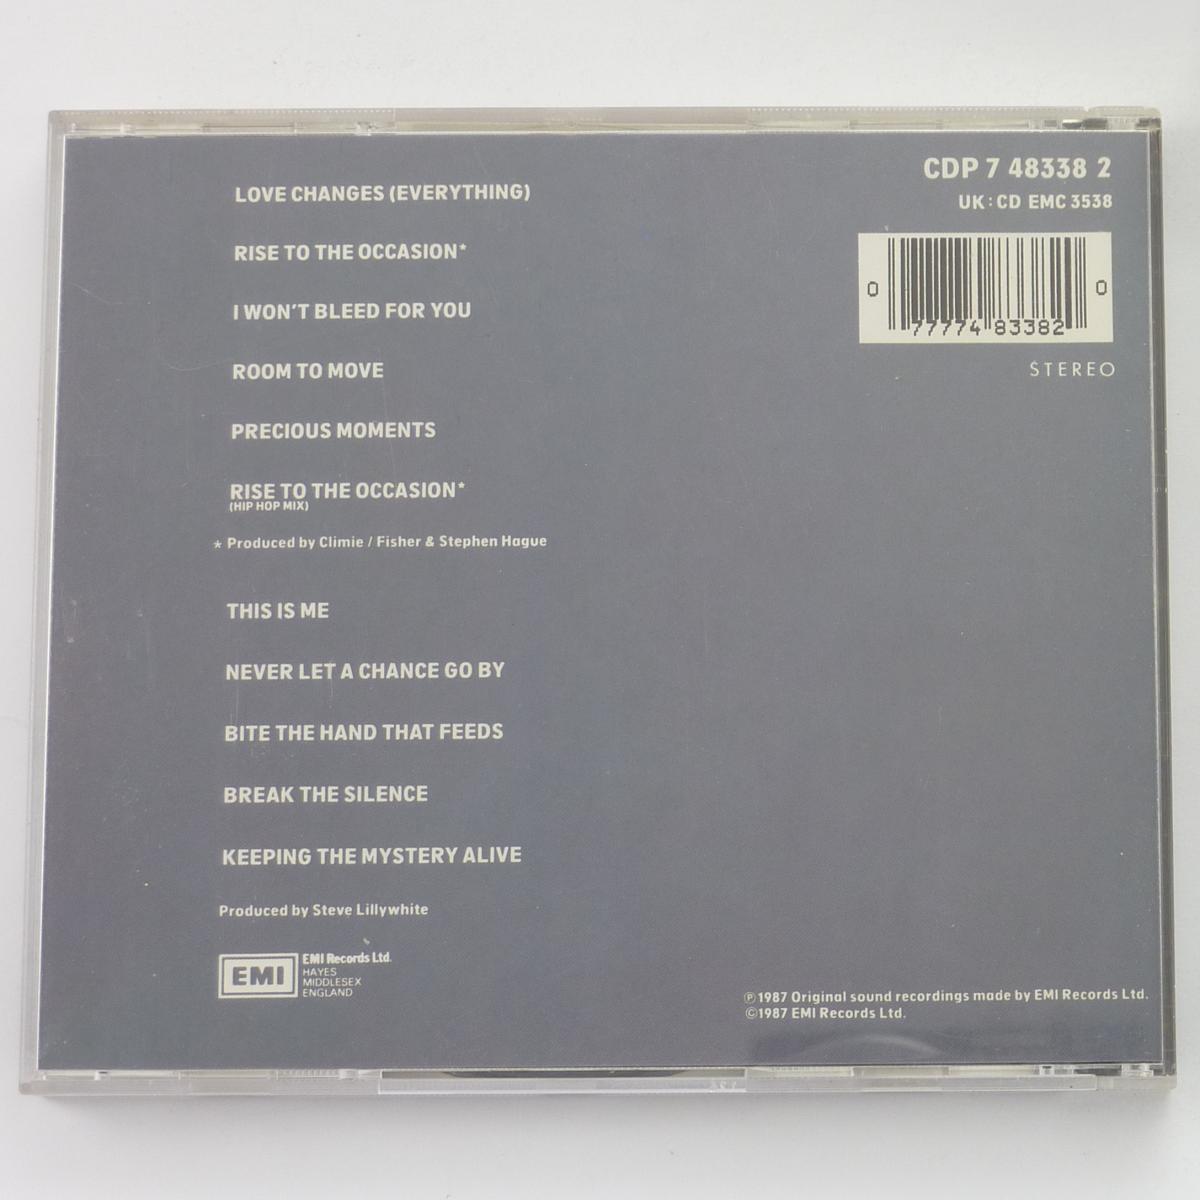 LOVE CHANGES (EVERYTHING)
RISE TO THE OCCASION*
I WON'T BLEED FOR YOU
ROOM TO MOVE
PRECIOUS MOMENTS
RISE TO THE OCCASION*
(HIP HOP MIX)
* Produced by Climie / Fisher & Stephen Hague
THIS IS ME
NEVER LET A CHANCE GO BY
BITE THE HAND THAT FEEDS
BREAK THE SILENCE
KEEPING THE MYSTERY ALIVE
Produced by Steve Lillywhite
EMI
EMI Records Ltd.
HAYES
MIDDLESEX
ENGLAND
CDP 7 48338 2
UK : CD EMC 3538
0 77774 83382 0
STEREO
℗1987 Original sound recordings made by EMI Records Ltd.
©1987 EMI Records Ltd.